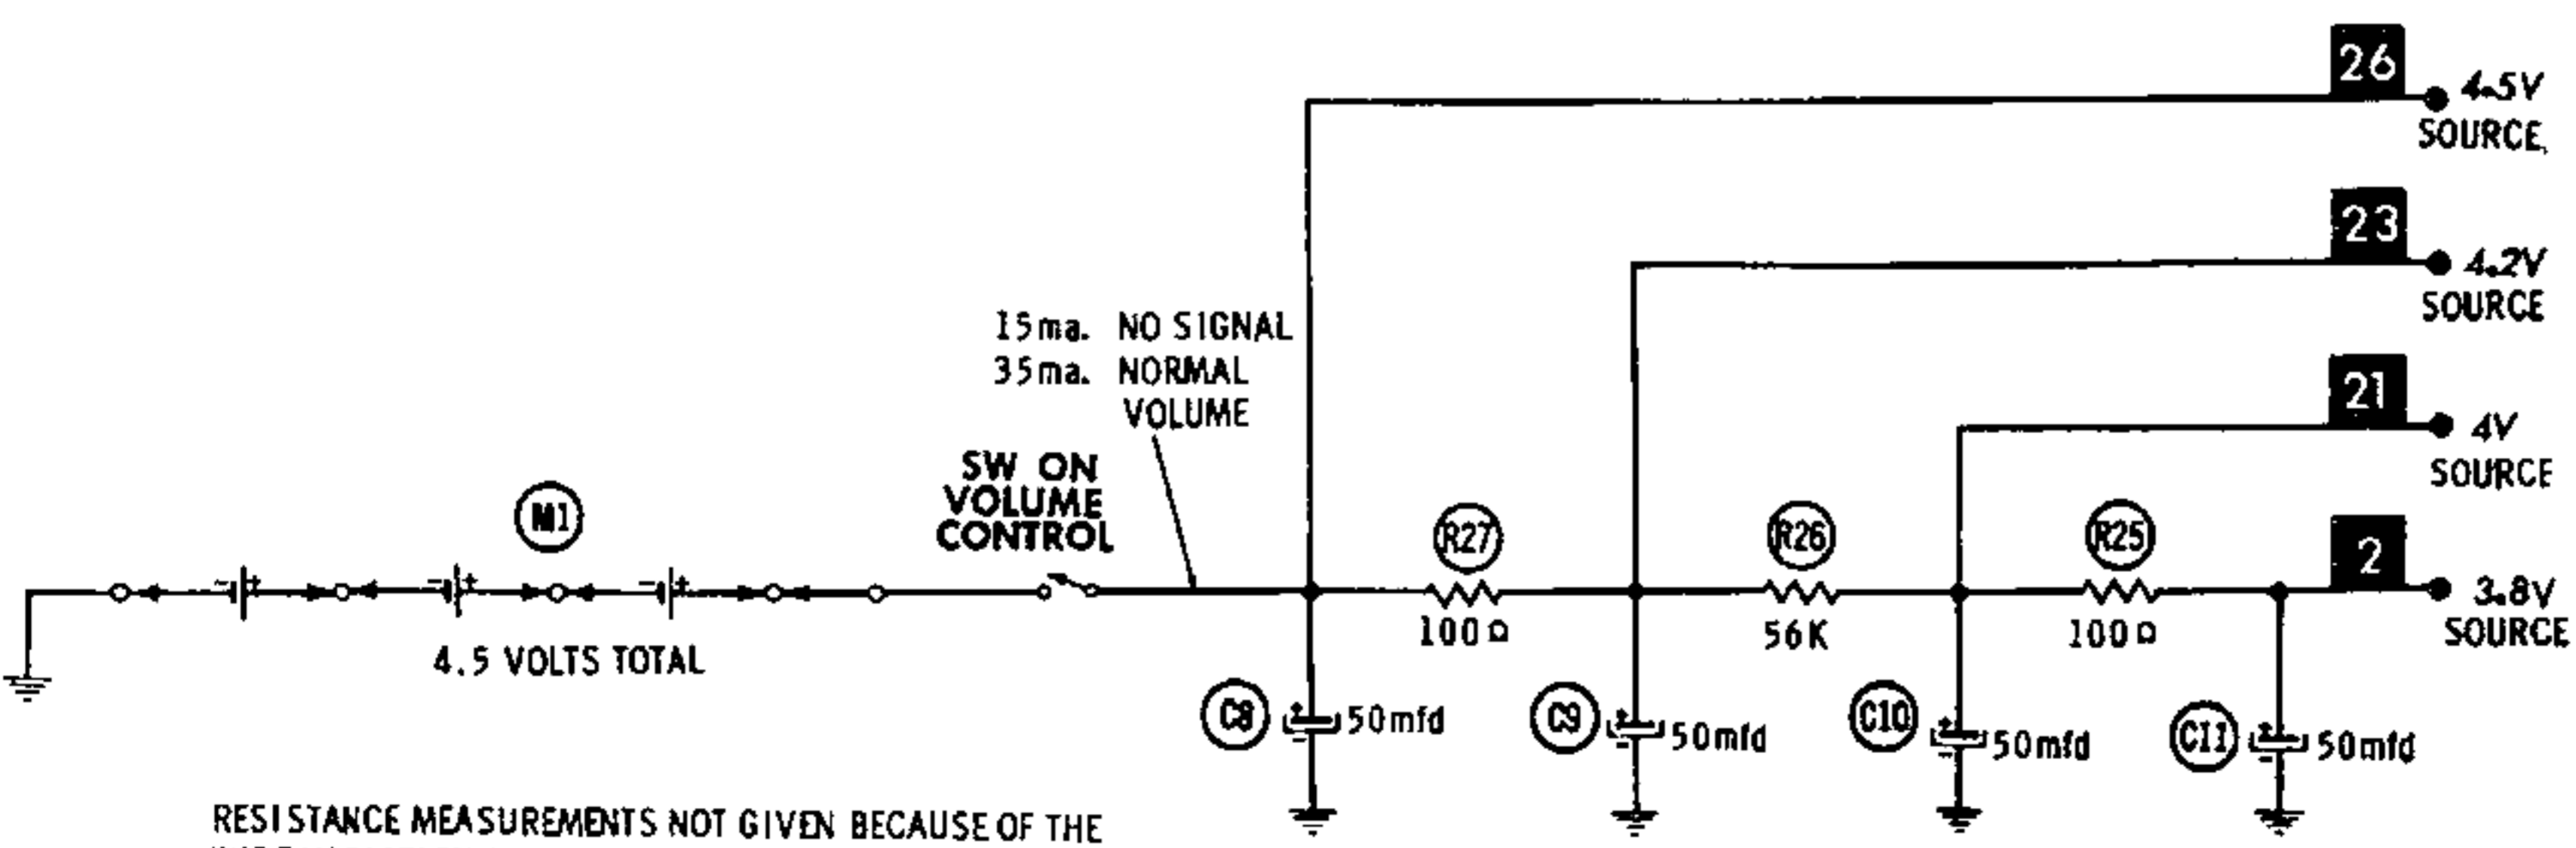 26
4.5V
SOURCE
23
4.2V
SOURCE
15ma. NO SIGNAL
35ma. NORMAL
VOLUME
21
4V
SOURCE
SW ON
VOLUME
CONTROL
M1
R27
R26
R25
2
3.8V
SOURCE
100Ω
56K
100Ω
4.5 VOLTS TOTAL
C8
50mfd
C9
50mfd
C10
50mfd
C11
50mfd
RESISTANCE MEASUREMENTS NOT GIVEN BECAUSE OF THE